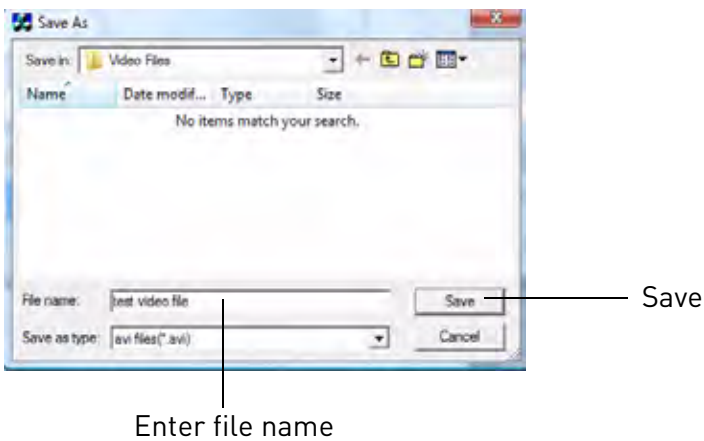 Save As
Save in: Video Files
Name Date modif... Type Size
No items match your search.
File name: test video file Save
Save as type: avi files(*.avi) Cancel
Save
Enter file name